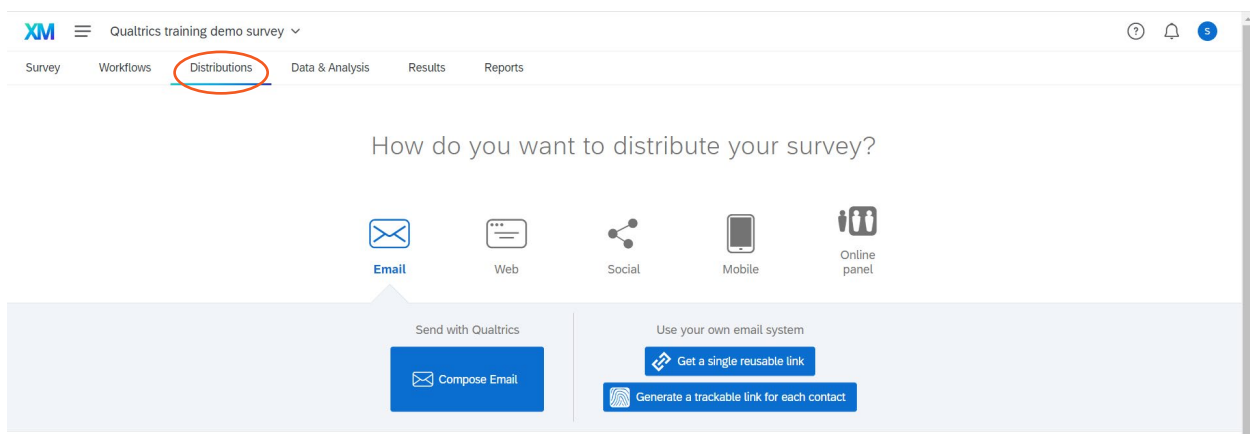 XM Qualtrics training demo survey ? S
Survey Workflows Distributions Data & Analysis Results Reports
How do you want to distribute your survey?
Email Web Social Mobile Online
panel
Send with Qualtrics Use your own email system
Get a single reusable link
Compose Email
Generate a trackable link for each contact